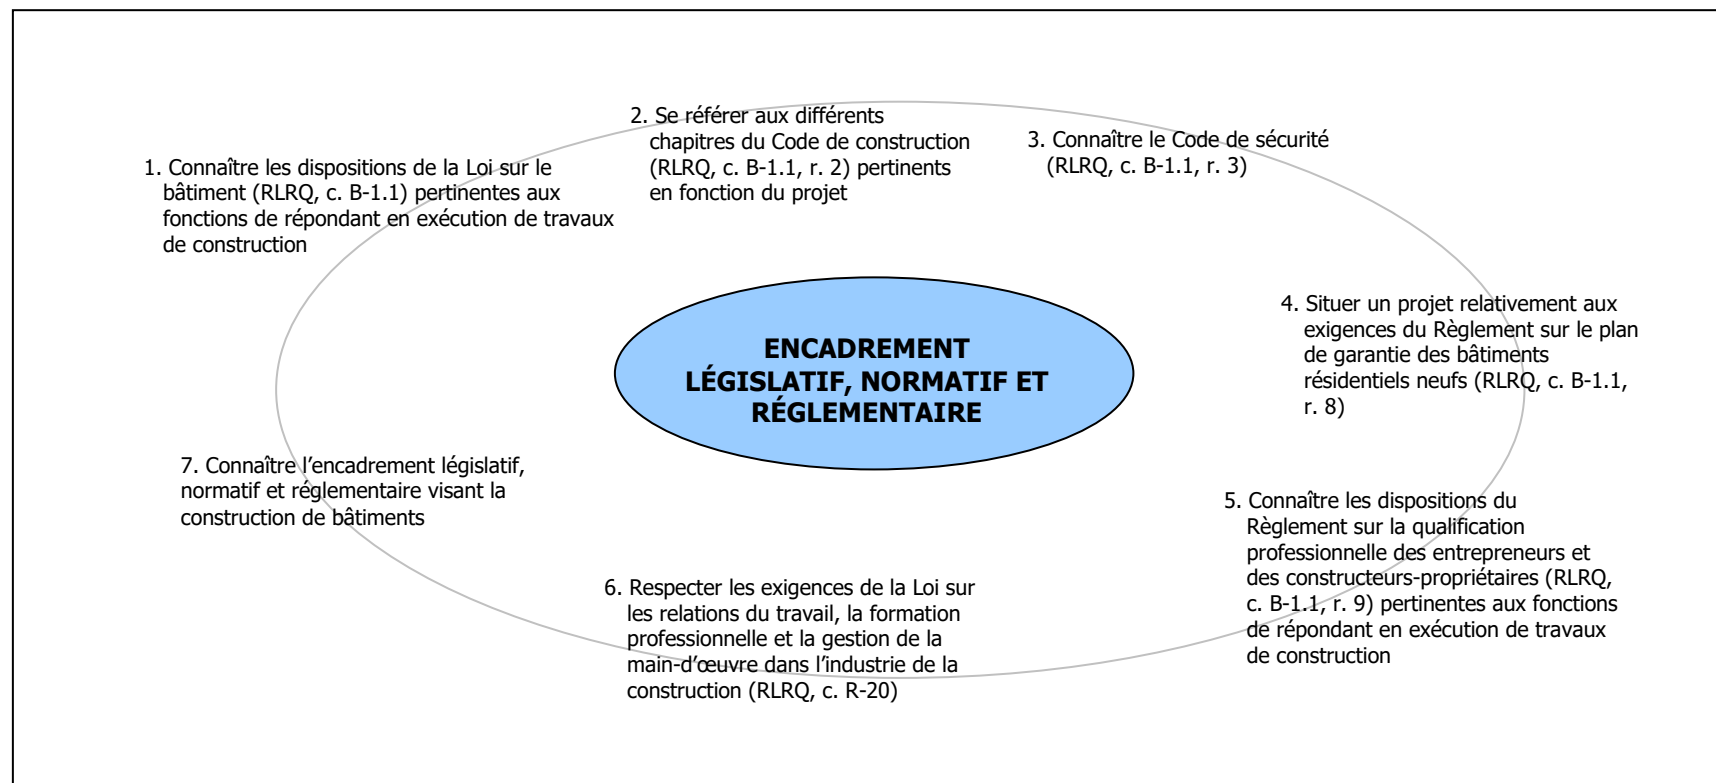 1. Connaître les dispositions de la Loi sur le
bâtiment (RLRQ, c. B-1.1) pertinentes aux
fonctions de répondant en exécution de travaux
de construction
2. Se référer aux différents
chapitres du Code de construction
(RLRQ, c. B-1.1, r. 2) pertinents
en fonction du projet
3. Connaître le Code de sécurité
(RLRQ, c. B-1.1, r. 3)
ENCADREMENT
LÉGISLATIF, NORMATIF ET
RÉGLEMENTAIRE
4. Situer un projet relativement aux
exigences du Règlement sur le plan
de garantie des bâtiments
résidentiels neufs (RLRQ, c. B-1.1,
r. 8)
5. Connaître les dispositions du
Règlement sur la qualification
professionnelle des entrepreneurs et
des constructeurs-propriétaires (RLRQ,
c. B-1.1, r. 9) pertinentes aux fonctions
de répondant en exécution de travaux
de construction
6. Respecter les exigences de la Loi sur
les relations du travail, la formation
professionnelle et la gestion de la
main-d’œuvre dans l’industrie de la
construction (RLRQ, c. R-20)
7. Connaître l’encadrement législatif,
normatif et réglementaire visant la
construction de bâtiments